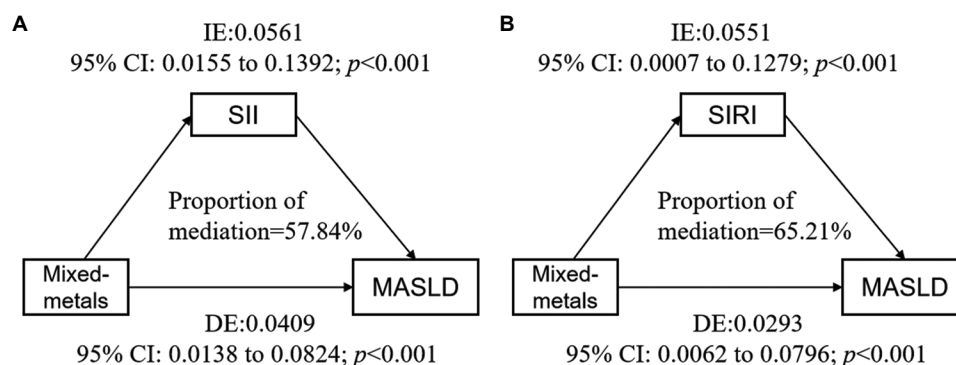 A
IE:0.0561
95% CI: 0.0155 to 0.1392; p<0.001
SII
Proportion of
mediation=57.84%
Mixed-
metals
MASLD
DE:0.0409
95% CI: 0.0138 to 0.0824; p<0.001
B
IE:0.0551
95% CI: 0.0007 to 0.1279; p<0.001
SIRI
Proportion of
mediation=65.21%
Mixed-
metals
MASLD
DE:0.0293
95% CI: 0.0062 to 0.0796; p<0.001